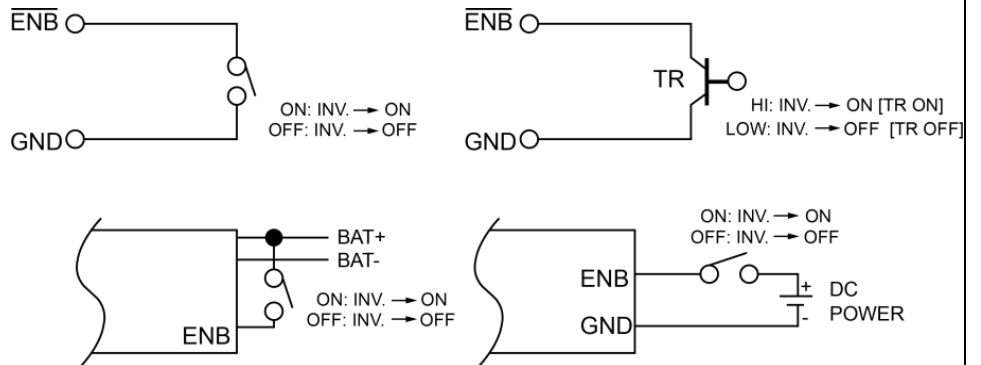 E̅N̅B̅
GND
ON: INV. → ON
OFF: INV. → OFF
E̅N̅B̅
TR
GND
HI: INV. → ON [TR ON]
LOW: INV. → OFF [TR OFF]
BAT+
BAT-
ENB
ON: INV. → ON
OFF: INV. → OFF
ON: INV. → ON
OFF: INV. → OFF
ENB
GND
+
-
DC
POWER